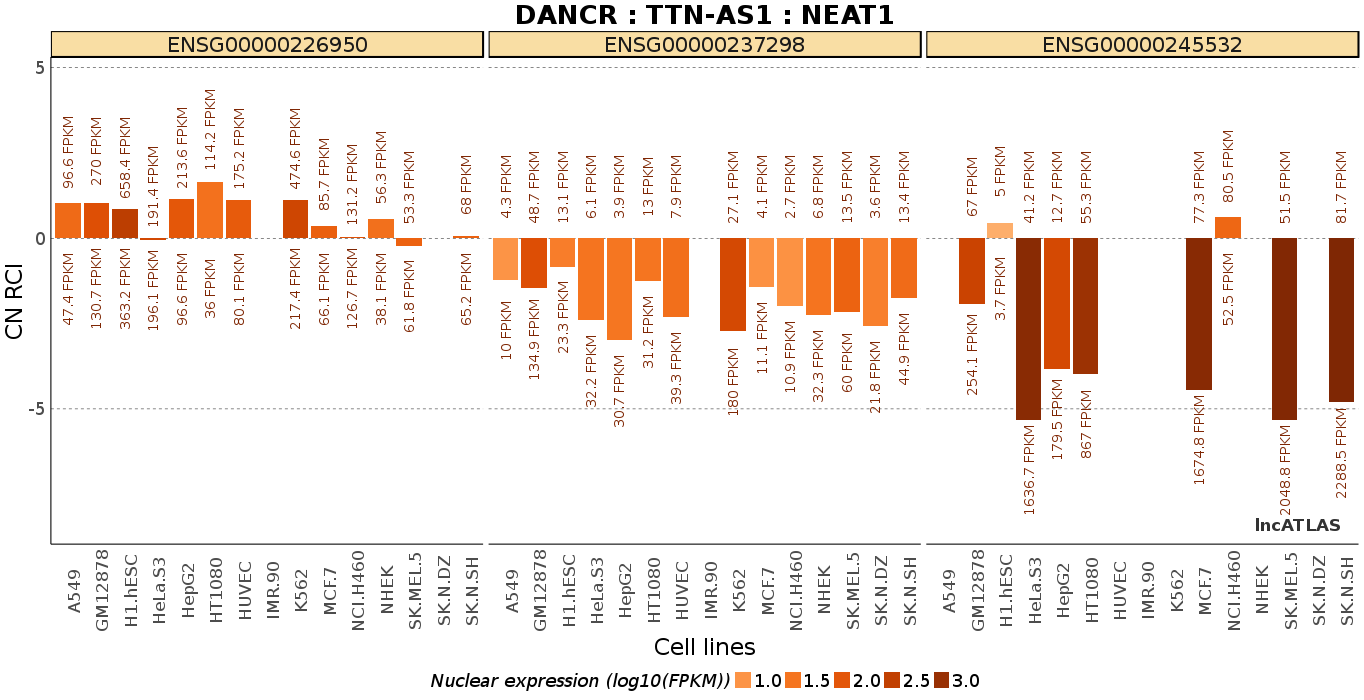 DANCR : TTN-AS1 : NEAT1
ENSG00000226950 ENSG00000237298 ENSG00000245532
CN RCI
5
0
-5
96.6 FPKM 270 FPKM 658.4 FPKM 191.4 FPKM 213.6 FPKM 114.2 FPKM 175.2 FPKM 474.6 FPKM 85.7 FPKM 131.2 FPKM 56.3 FPKM 53.3 FPKM 68 FPKM
47.4 FPKM 130.7 FPKM 363.2 FPKM 196.1 FPKM 96.6 FPKM 36 FPKM 80.1 FPKM 217.4 FPKM 66.1 FPKM 126.7 FPKM 38.1 FPKM 61.8 FPKM 65.2 FPKM
4.3 FPKM 48.7 FPKM 13.1 FPKM 6.1 FPKM 3.9 FPKM 13 FPKM 7.9 FPKM 27.1 FPKM 4.1 FPKM 2.7 FPKM 6.8 FPKM 13.5 FPKM 3.6 FPKM 13.4 FPKM
10 FPKM 134.9 FPKM 23.3 FPKM 32.2 FPKM 30.7 FPKM 31.2 FPKM 39.3 FPKM 180 FPKM 11.1 FPKM 10.9 FPKM 32.3 FPKM 60 FPKM 21.8 FPKM 44.9 FPKM
67 FPKM 5 FPKM 41.2 FPKM 12.7 FPKM 55.3 FPKM 77.3 FPKM 80.5 FPKM 51.5 FPKM 81.7 FPKM
254.1 FPKM 3.7 FPKM 1636.7 FPKM 179.5 FPKM 867 FPKM 1674.8 FPKM 52.5 FPKM 2048.8 FPKM 2288.5 FPKM
lncATLAS
A549 GM12878 H1.hESC HeLa.S3 HepG2 HT1080 HUVEC IMR.90 K562 MCF.7 NCI.H460 NHEK SK.MEL.5 SK.N.DZ SK.N.SH
A549 GM12878 H1.hESC HeLa.S3 HepG2 HT1080 HUVEC IMR.90 K562 MCF.7 NCI.H460 NHEK SK.MEL.5 SK.N.DZ SK.N.SH
A549 GM12878 H1.hESC HeLa.S3 HepG2 HT1080 HUVEC IMR.90 K562 MCF.7 NCI.H460 NHEK SK.MEL.5 SK.N.DZ SK.N.SH
Cell lines
Nuclear expression (log10(FPKM)) 1.0 1.5 2.0 2.5 3.0